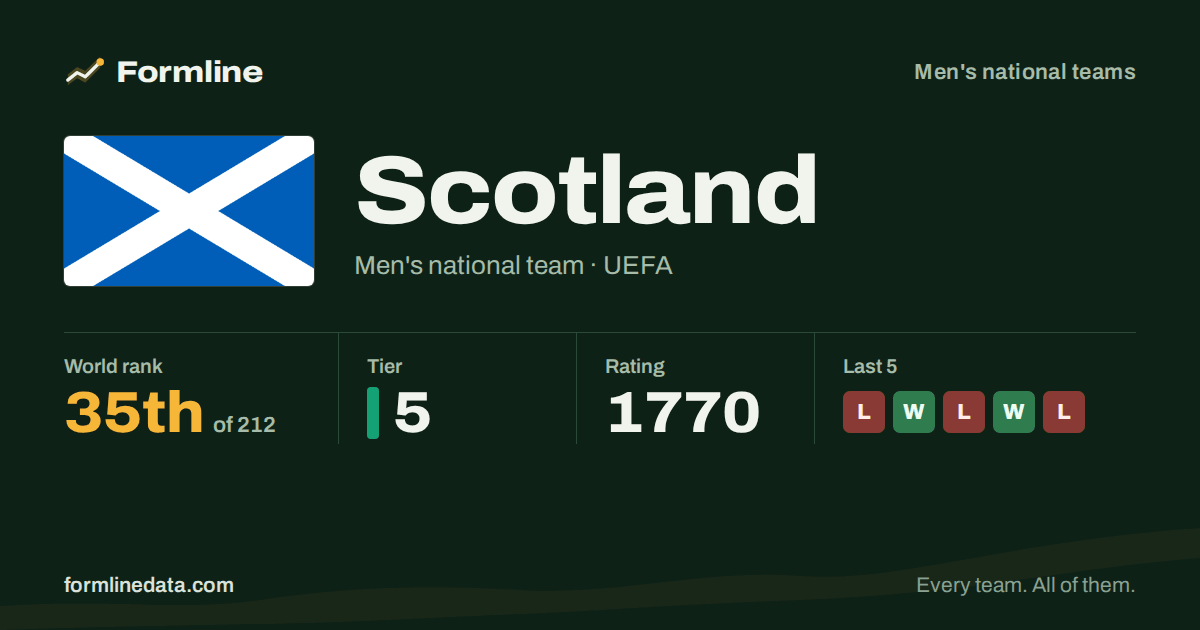 Formline
Men's national teams
Scotland
Men's national team · UEFA
World rank
35th of 212
Tier
5
Rating
1770
Last 5
L W L W L
formlinedata.com
Every team. All of them.